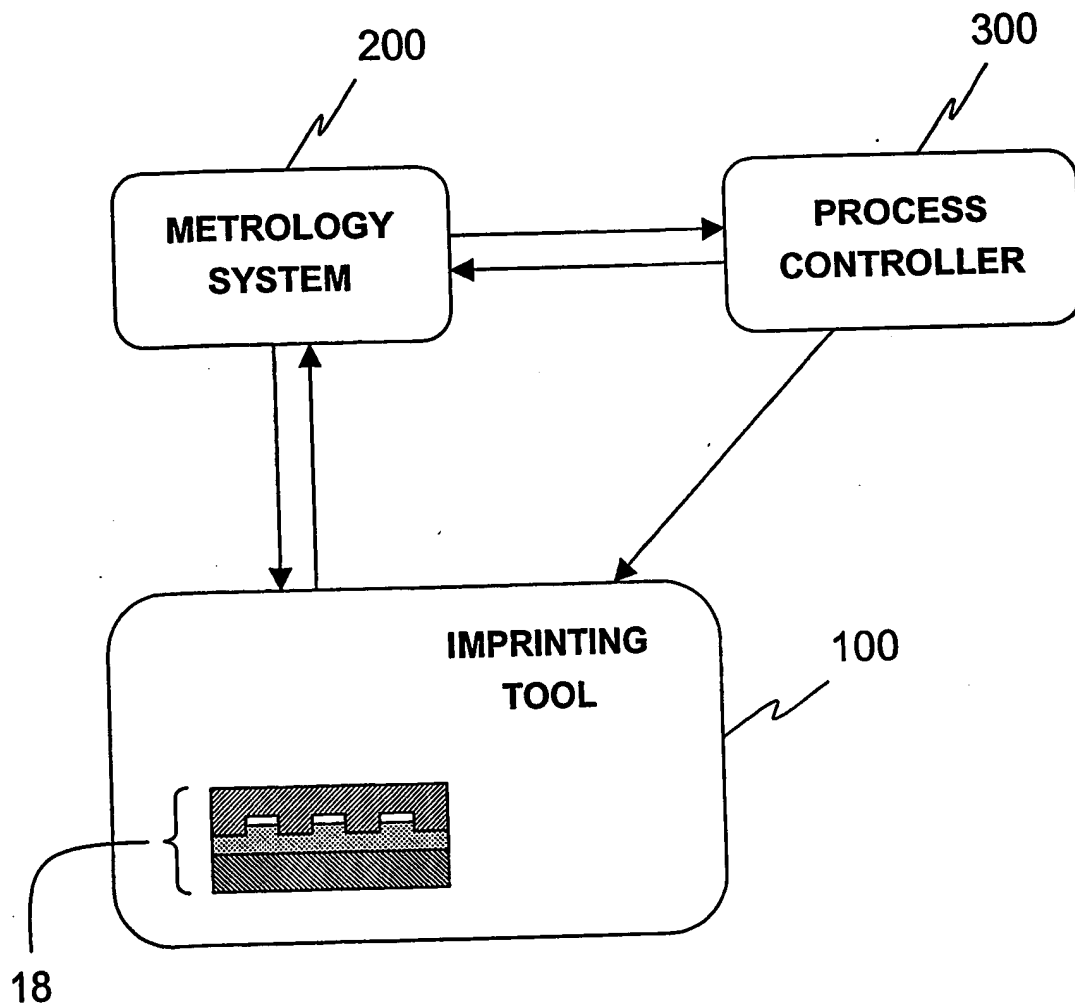 200
300
METROLOGY
SYSTEM
PROCESS
CONTROLLER
IMPRINTING
TOOL
100
18